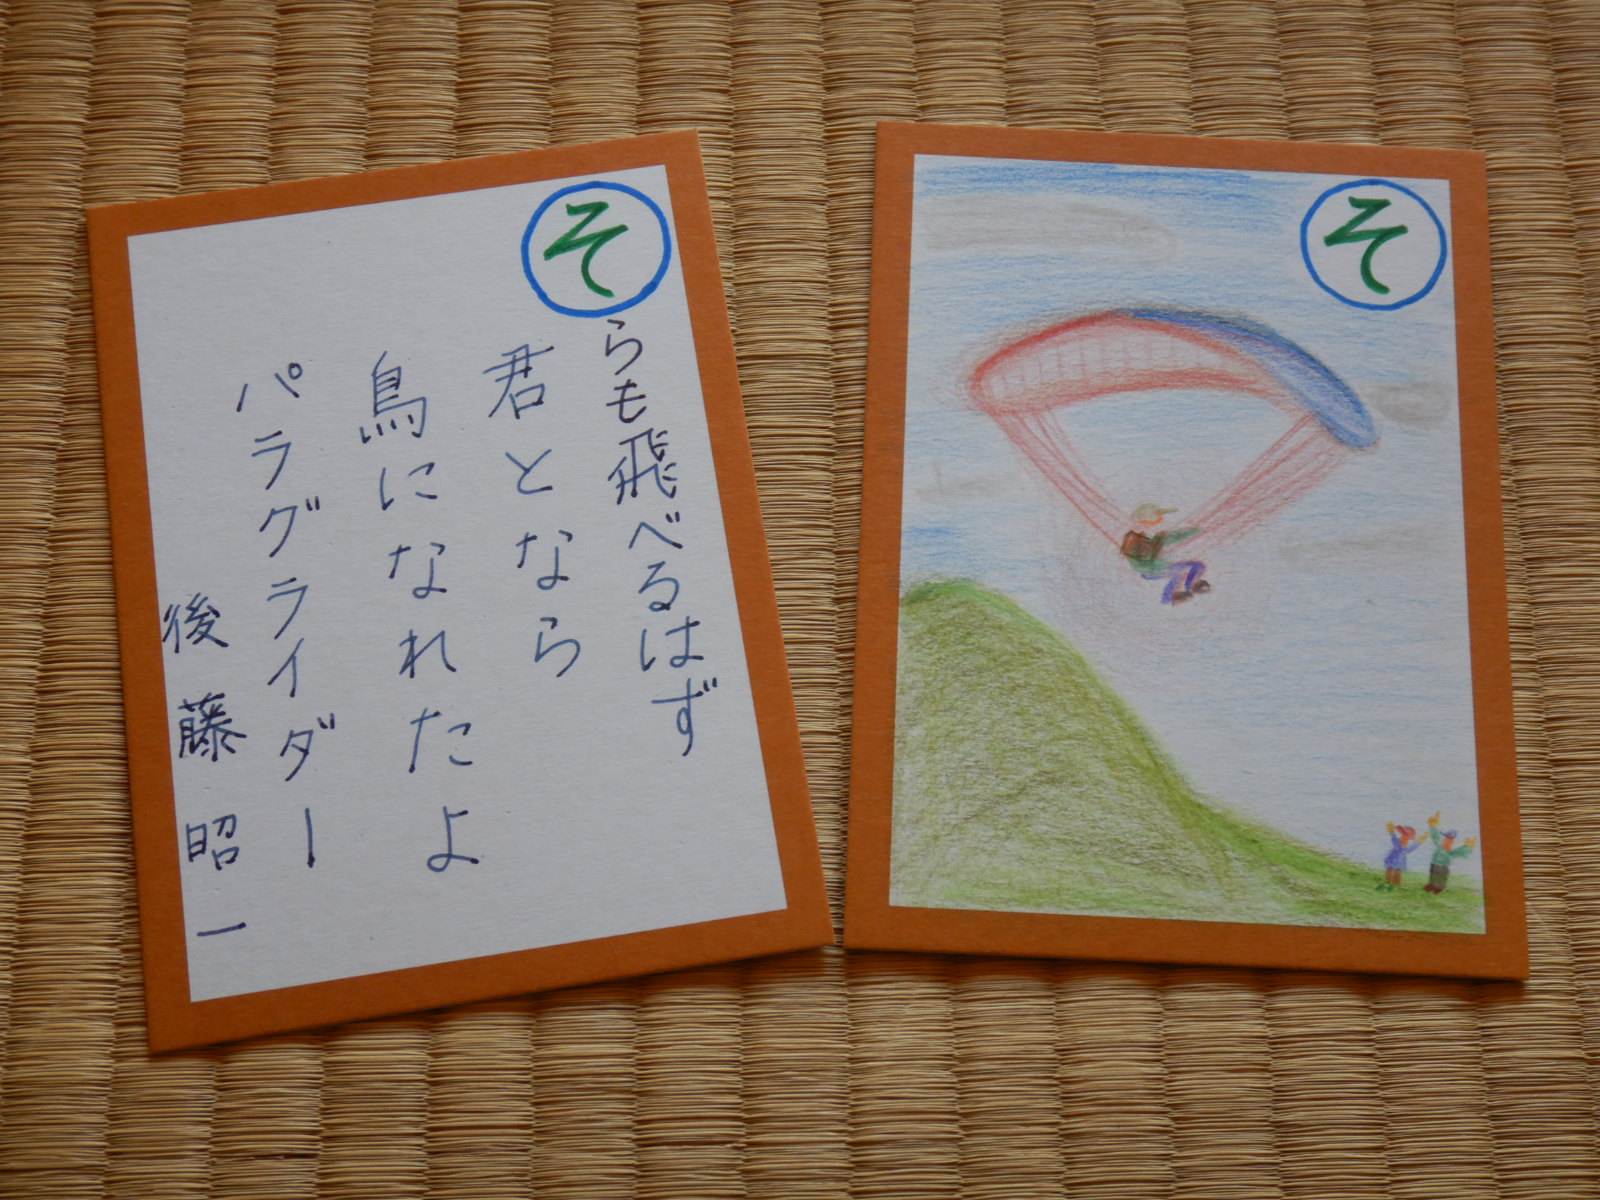 そらも飛べるはず
君となら
鳥になれたよ
パラグライダー
後藤昭一
そ